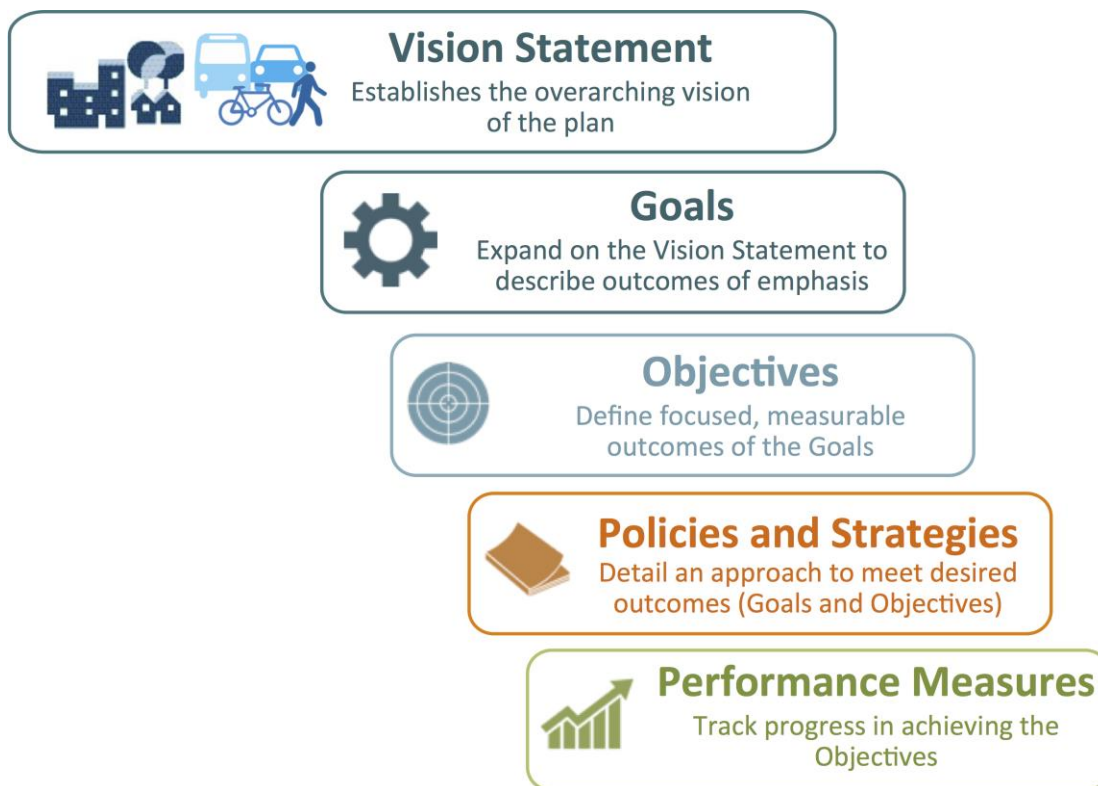 Vision Statement
Establishes the overarching vision
of the plan
Goals
Expand on the Vision Statement to
describe outcomes of emphasis
Objectives
Define focused, measurable
outcomes of the Goals
Policies and Strategies
Detail an approach to meet desired
outcomes (Goals and Objectives)
Performance Measures
Track progress in achieving the
Objectives